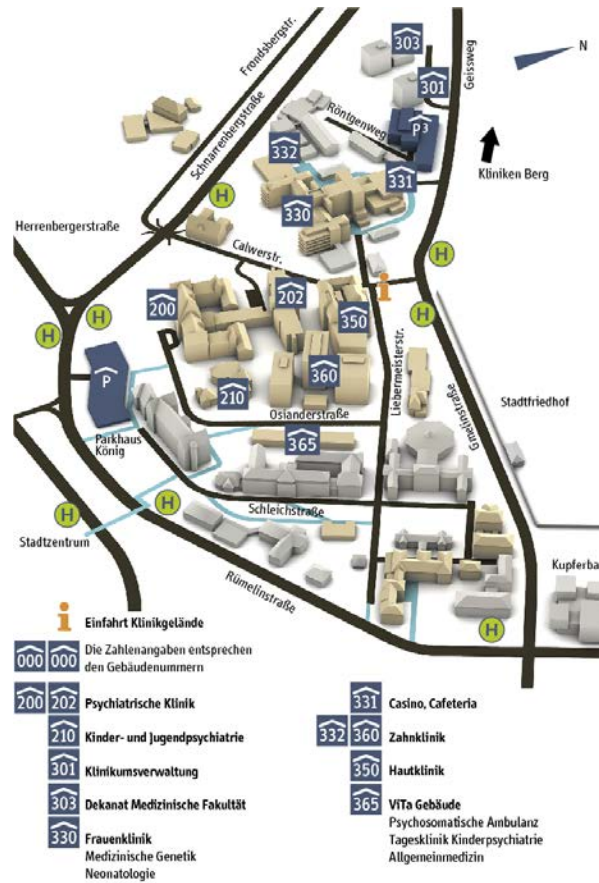 Frondsbergstr.
303
Geissweg
N
301
Schnarrenbergstraße
Röntgenweg
P³
332
331
Kliniken Berg
H
330
Herrenbergerstraße
Calwerstr.
H
i
200
202
H
H
H
350
Liebermeisterstr.
P
360
210
Gmelinstraße
Stadtfriedhof
Osianderstraße
Parkhaus
König
365
H
H
Schleichstraße
Stadtzentrum
Rümelinstraße
Kupferba
H
i Einfahrt Klinikgelände
000 000 Die Zahlenangaben entsprechen
den Gebäudenummern
200 202 Psychiatrische Klinik
210 Kinder- und Jugendpsychiatrie
301 Klinikumsverwaltung
303 Dekanat Medizinische Fakultät
330 Frauenklinik
Medizinische Genetik
Neonatologie
331 Casino, Cafeteria
332 360 Zahnklinik
350 Hautklinik
365 ViTa Gebäude
Psychosomatische Ambulanz
Tagesklinik Kinderpsychiatrie
Allgemeinmedizin